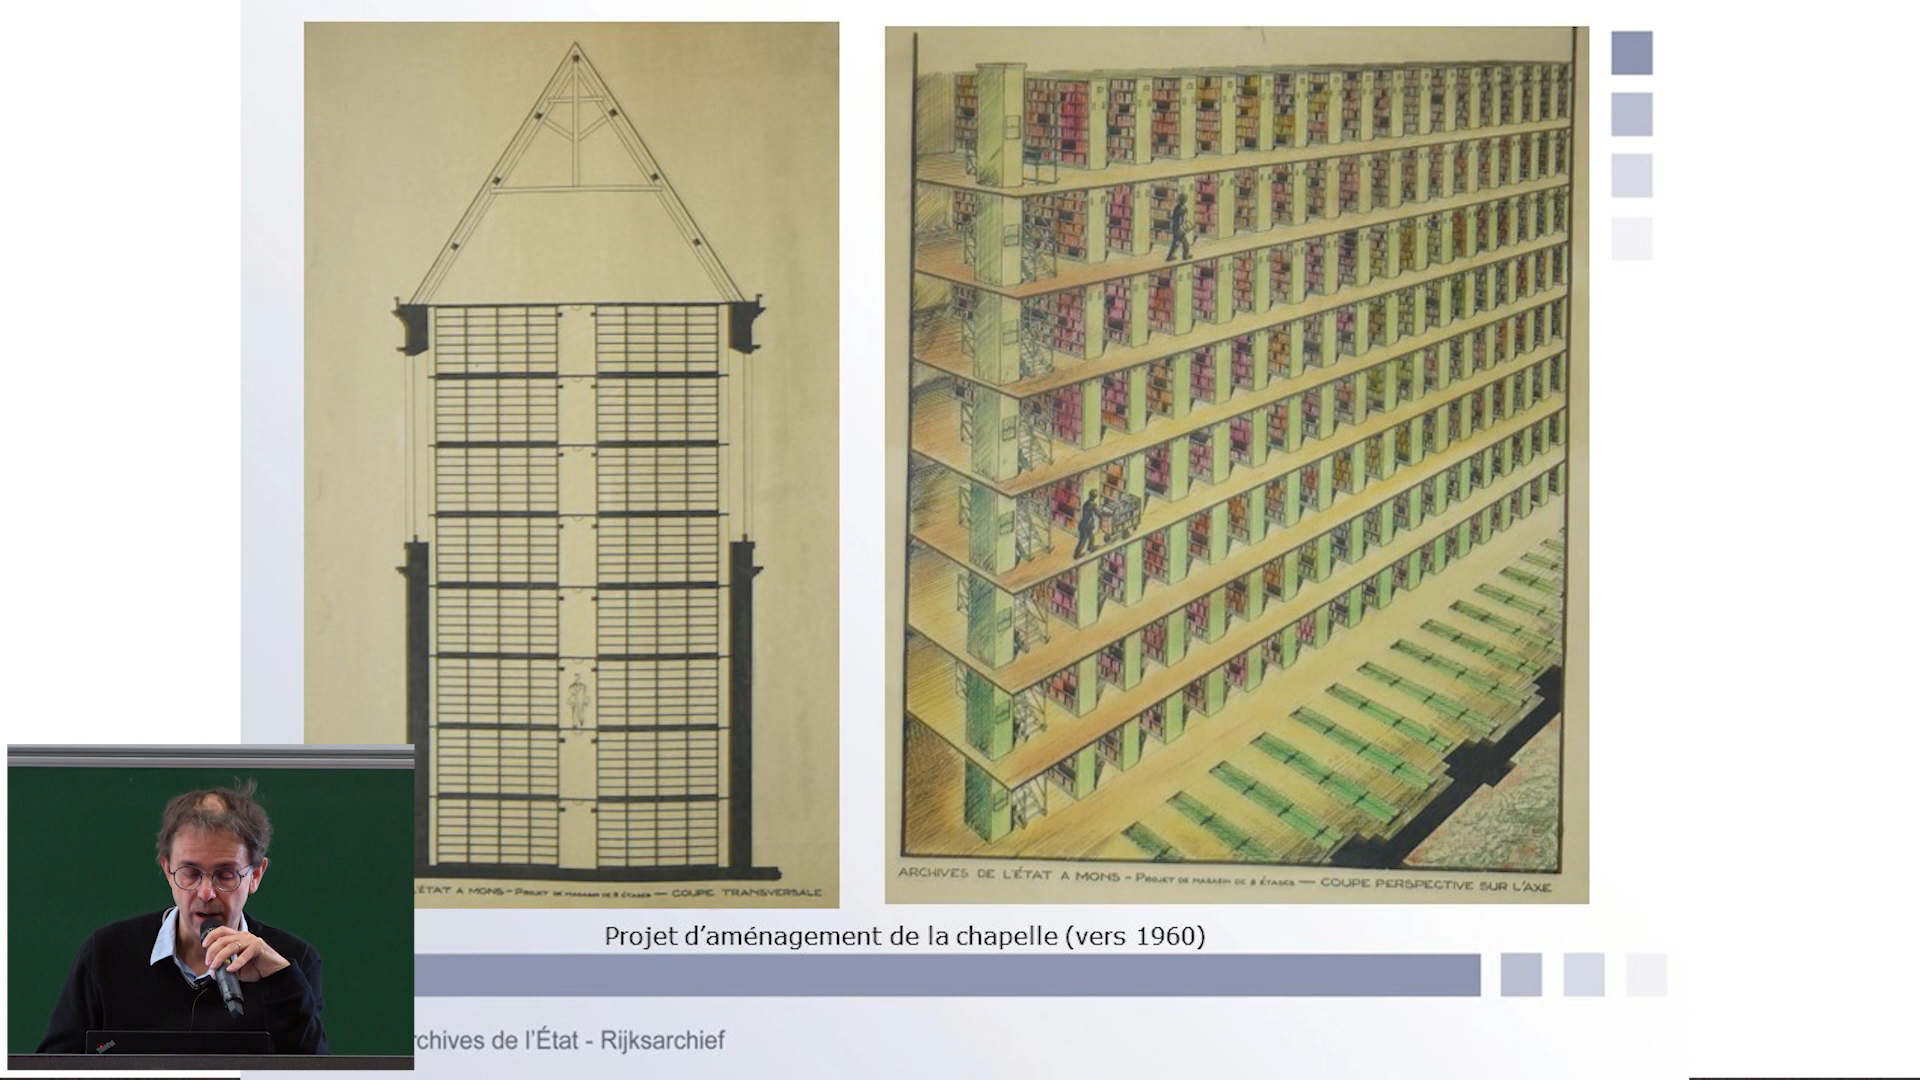 L'ÉTAT A MONS - PROJET DE MAGASIN DE 8 ÉTAGES — COUPE TRANSVERSALE
ARCHIVES DE L'ÉTAT A MONS - PROJET DE MAGASIN DE 8 ÉTAGES — COUPE PERSPECTIVE SUR L'AXE
Projet d'aménagement de la chapelle (vers 1960)
rchives de l'État - Rijksarchief